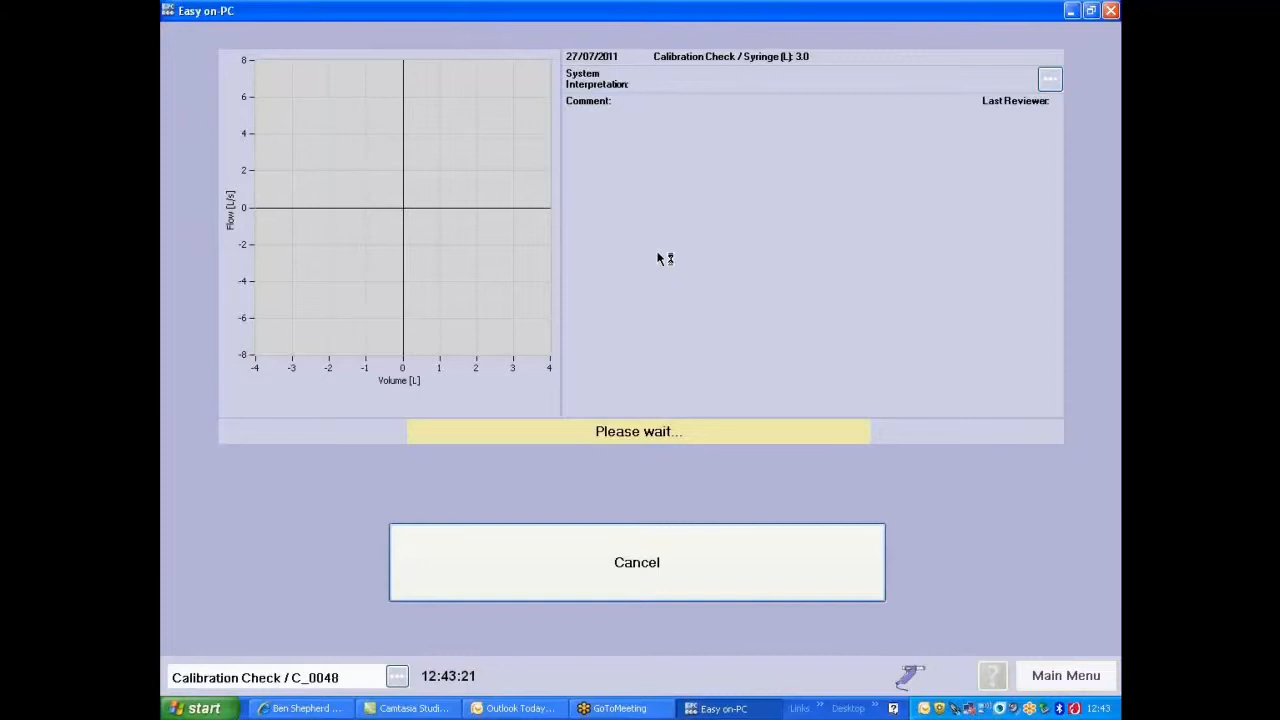 Easy on-PC
27/07/2011 Calibration Check / Syringe (L): 3.0
System
Interpretation:
Comment: Last Reviewer:
8
6
4
2
0
-2
-4
-6
-8
Flow [L/s]
-4 -3 -2 -1 0 1 2 3 4
Volume [L]
Please wait...
Cancel
Calibration Check / C_0048 ... 12:43:21 ? Main Menu
start Ben Shepherd ... Camtasia Studi... Outlook Today... GoToMeeting Easy on-PC Links » Desktop » ? 12:43